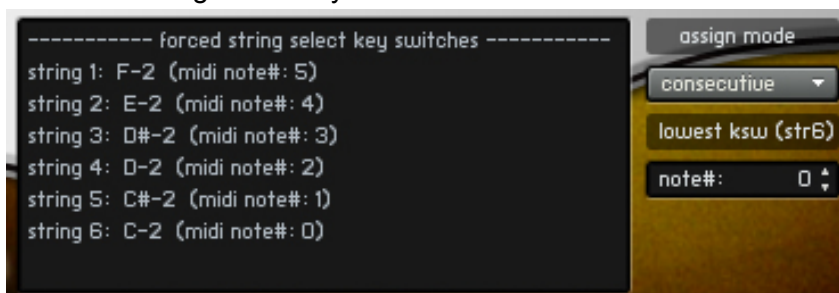 ----------- forced string select key switches -----------
string 1: F-2 (midi note#: 5)
string 2: E-2 (midi note#: 4)
string 3: D#-2 (midi note#: 3)
string 4: D-2 (midi note#: 2)
string 5: C#-2 (midi note#: 1)
string 6: C-2 (midi note#: 0)
assign mode
consecutive
lowest ksw (str6)
note#: 0